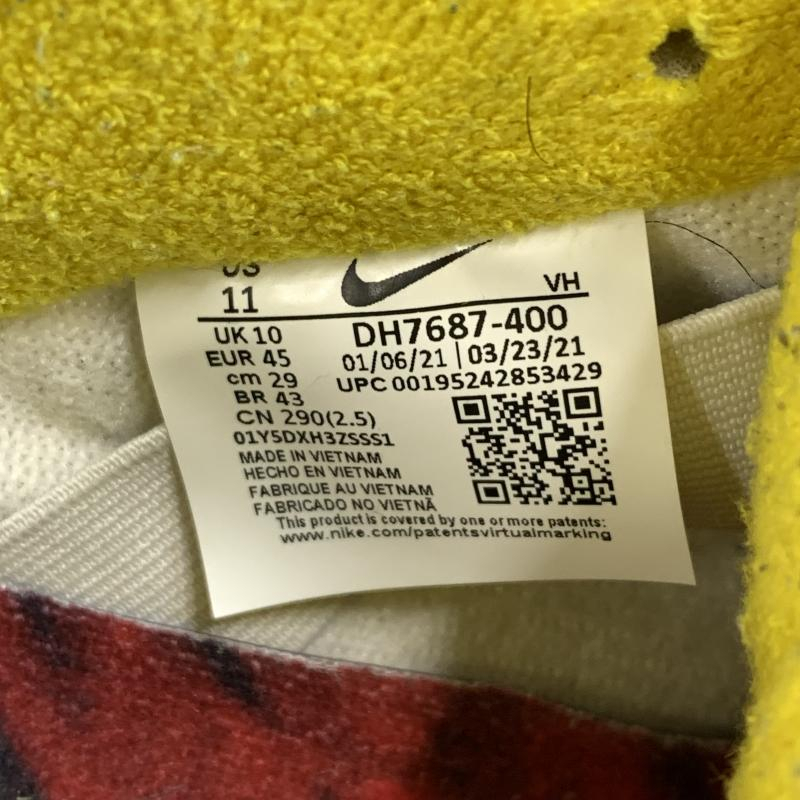 US
11
VH
UK 10
EUR 45
cm 29
BR 43
CN 290(2.5)
01Y5DXH3ZSSS1
DH7687-400
01/06/21 | 03/23/21
UPC 00195242853429
MADE IN VIETNAM
HECHO EN VIETNAM
FABRIQUE AU VIETNAM
FABRICADO NO VIETNÃ
This product is covered by one or more patents:
www.nike.com/patentsvirtualmarking